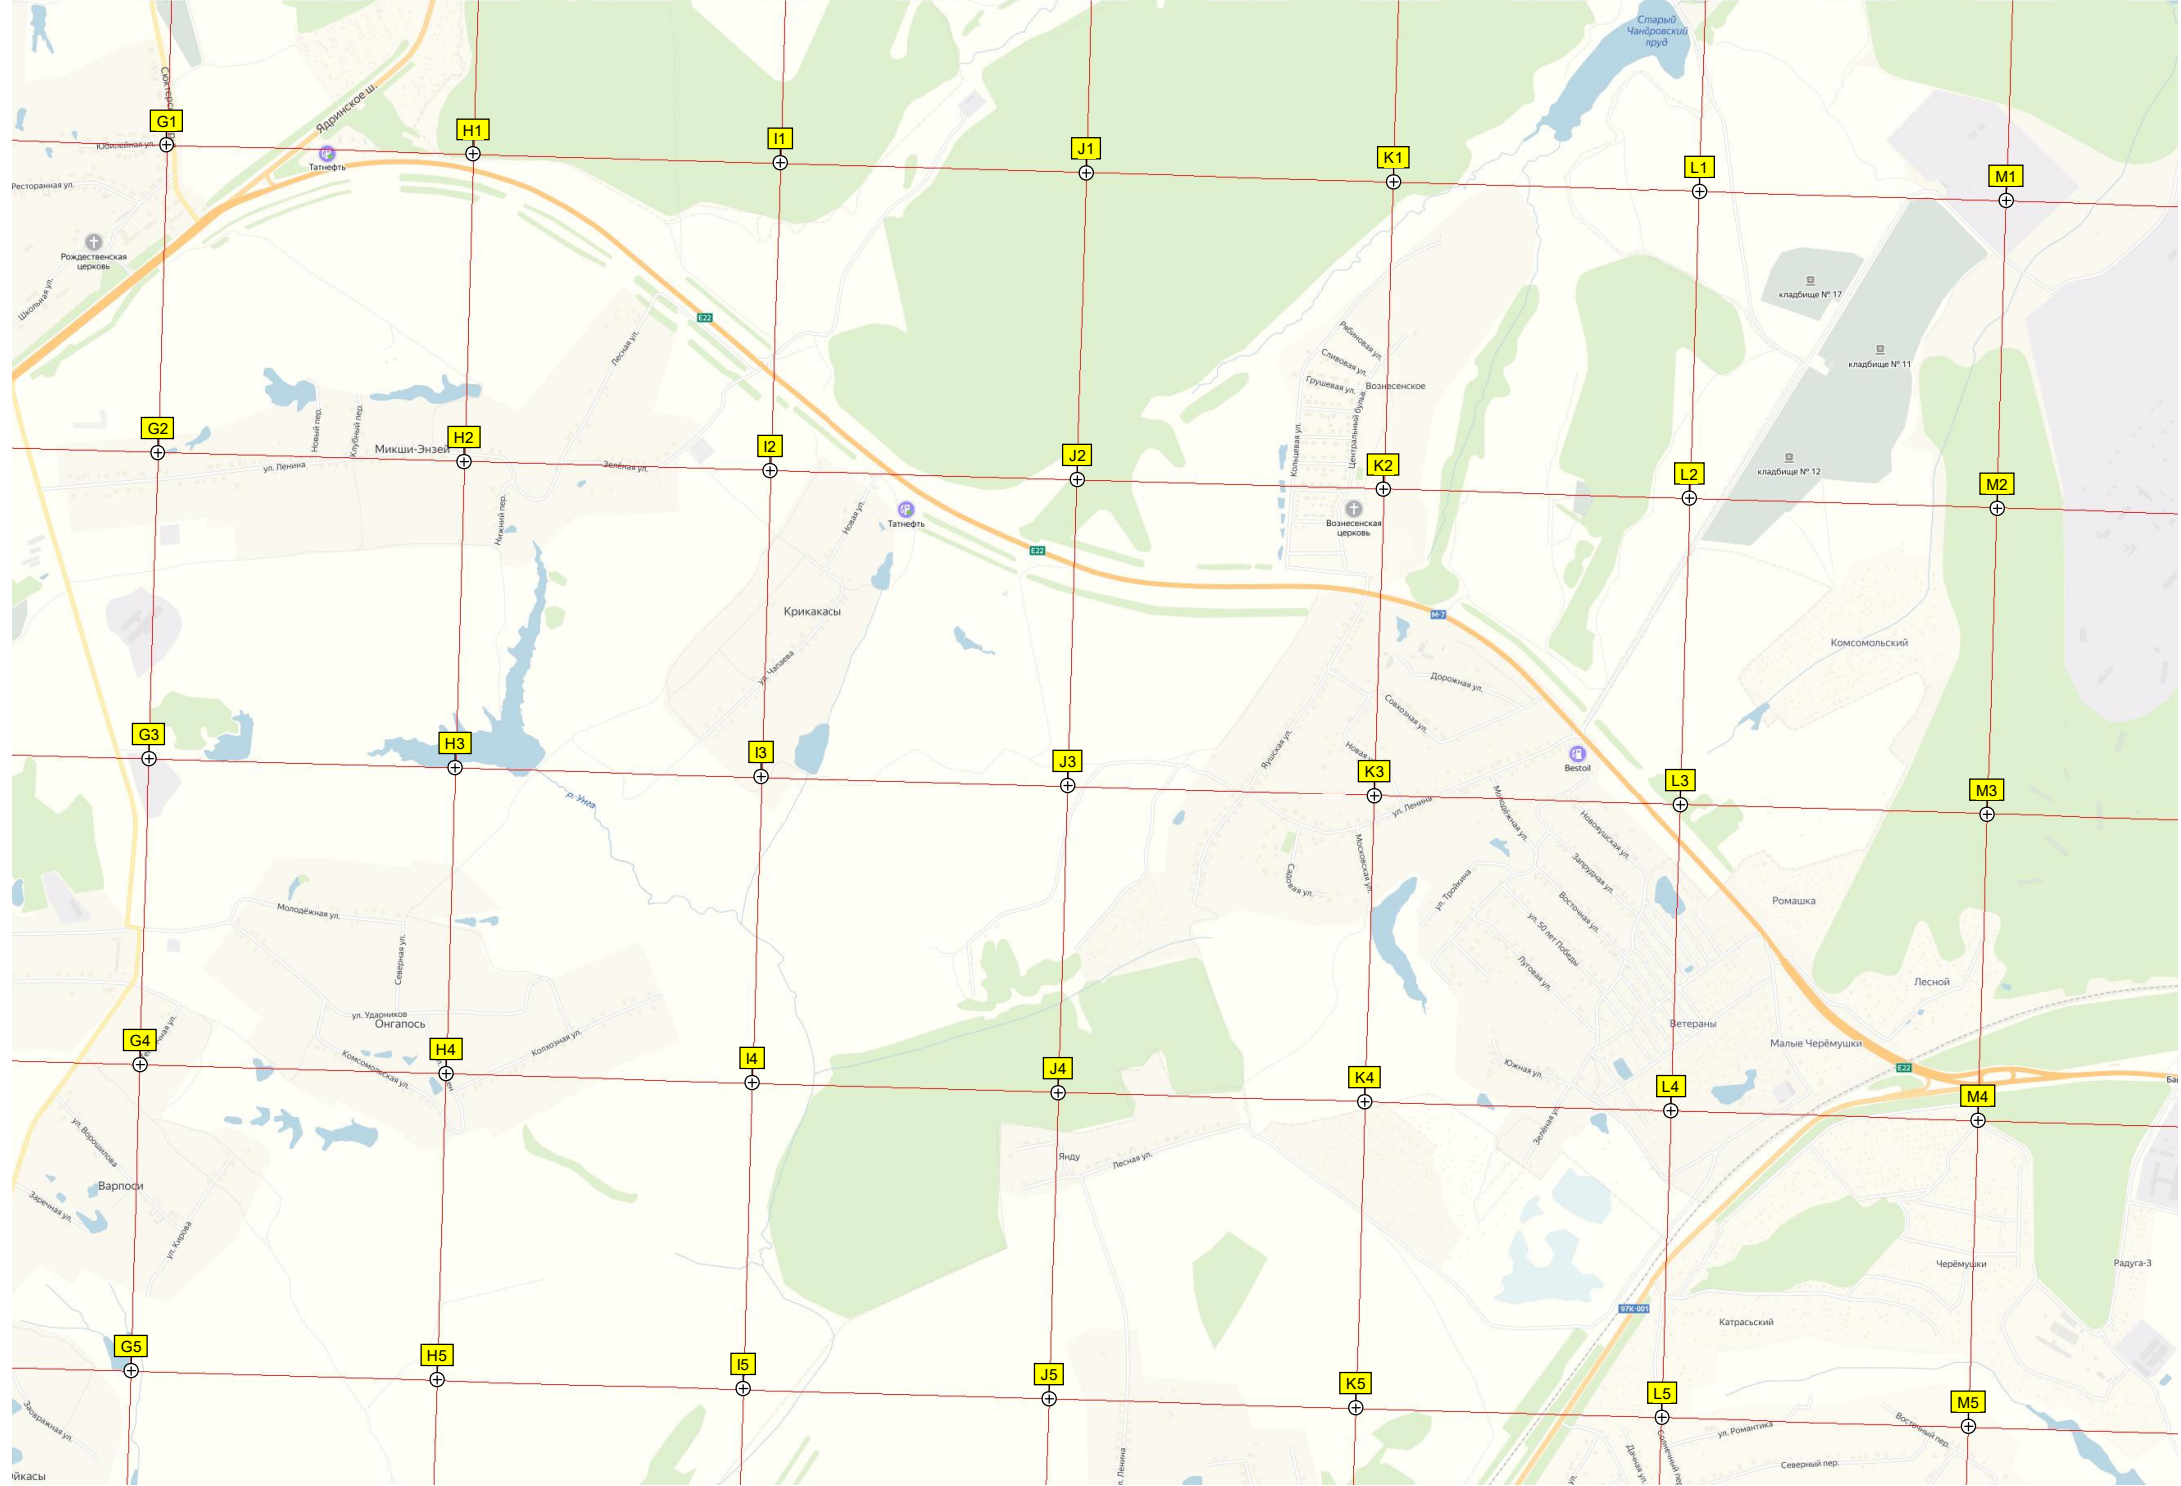 Старый
Чандровский
пруд
Ядринское ш.
G1
H1
I1
J1
K1
L1
M1
Юбилейная ул.
Татнефть
Ресторанная ул.
Рождественская
церковь
Школьная ул.
кладбище № 17
E22
Рябиновая ул.
Лесная ул.
Сливовая ул.
кладбище № 11
Грушевая ул.
Вознесенское
Новый пер.
Клубный пер.
Центральный бульв.
Кольцевая ул.
G2
H2
I2
J2
K2
L2
M2
Микши-Энзей
ул. Ленина
Зелёная ул.
кладбище № 12
Нижний пер.
Новая ул.
Татнефть
Вознесенская
церковь
E22
Крикакасы
М-7
Комсомольский
ул. Чапаева
Дорожная ул.
Совхозная ул.
Яушская ул.
Новая
G3
H3
I3
J3
K3
L3
M3
Bestoil
р. Унга
ул. Ленина
Молодёжная ул.
Новояушская ул.
Московская ул.
Запрудная ул.
Садовая ул.
ул. Тройкина
Восточная ул.
Ромашка
Молодёжная ул.
ул. 50 лет Победы
Северная ул.
Луговая ул.
Лесной
ул. Ударников
Онгапось
Ветераны
Малые Черёмушки
Колхозная ул.
G4
H4
I4
J4
K4
L4
M4
Комсомольская ул.
Южная ул.
E22
Ба
ул. Ворошилова
Зелёная ул.
Янду
Лесная ул.
Варпоси
Заречная ул.
ул. Кирова
Черёмушки
Радуга-3
97К-001
Катрасьский
G5
H5
I5
J5
K5
L5
M5
Заовражная ул.
ул. Романтика
Восточный пер.
Солнечный пер.
Дачная ул.
Северный пер.
йкасы
л. Ленина
ул.